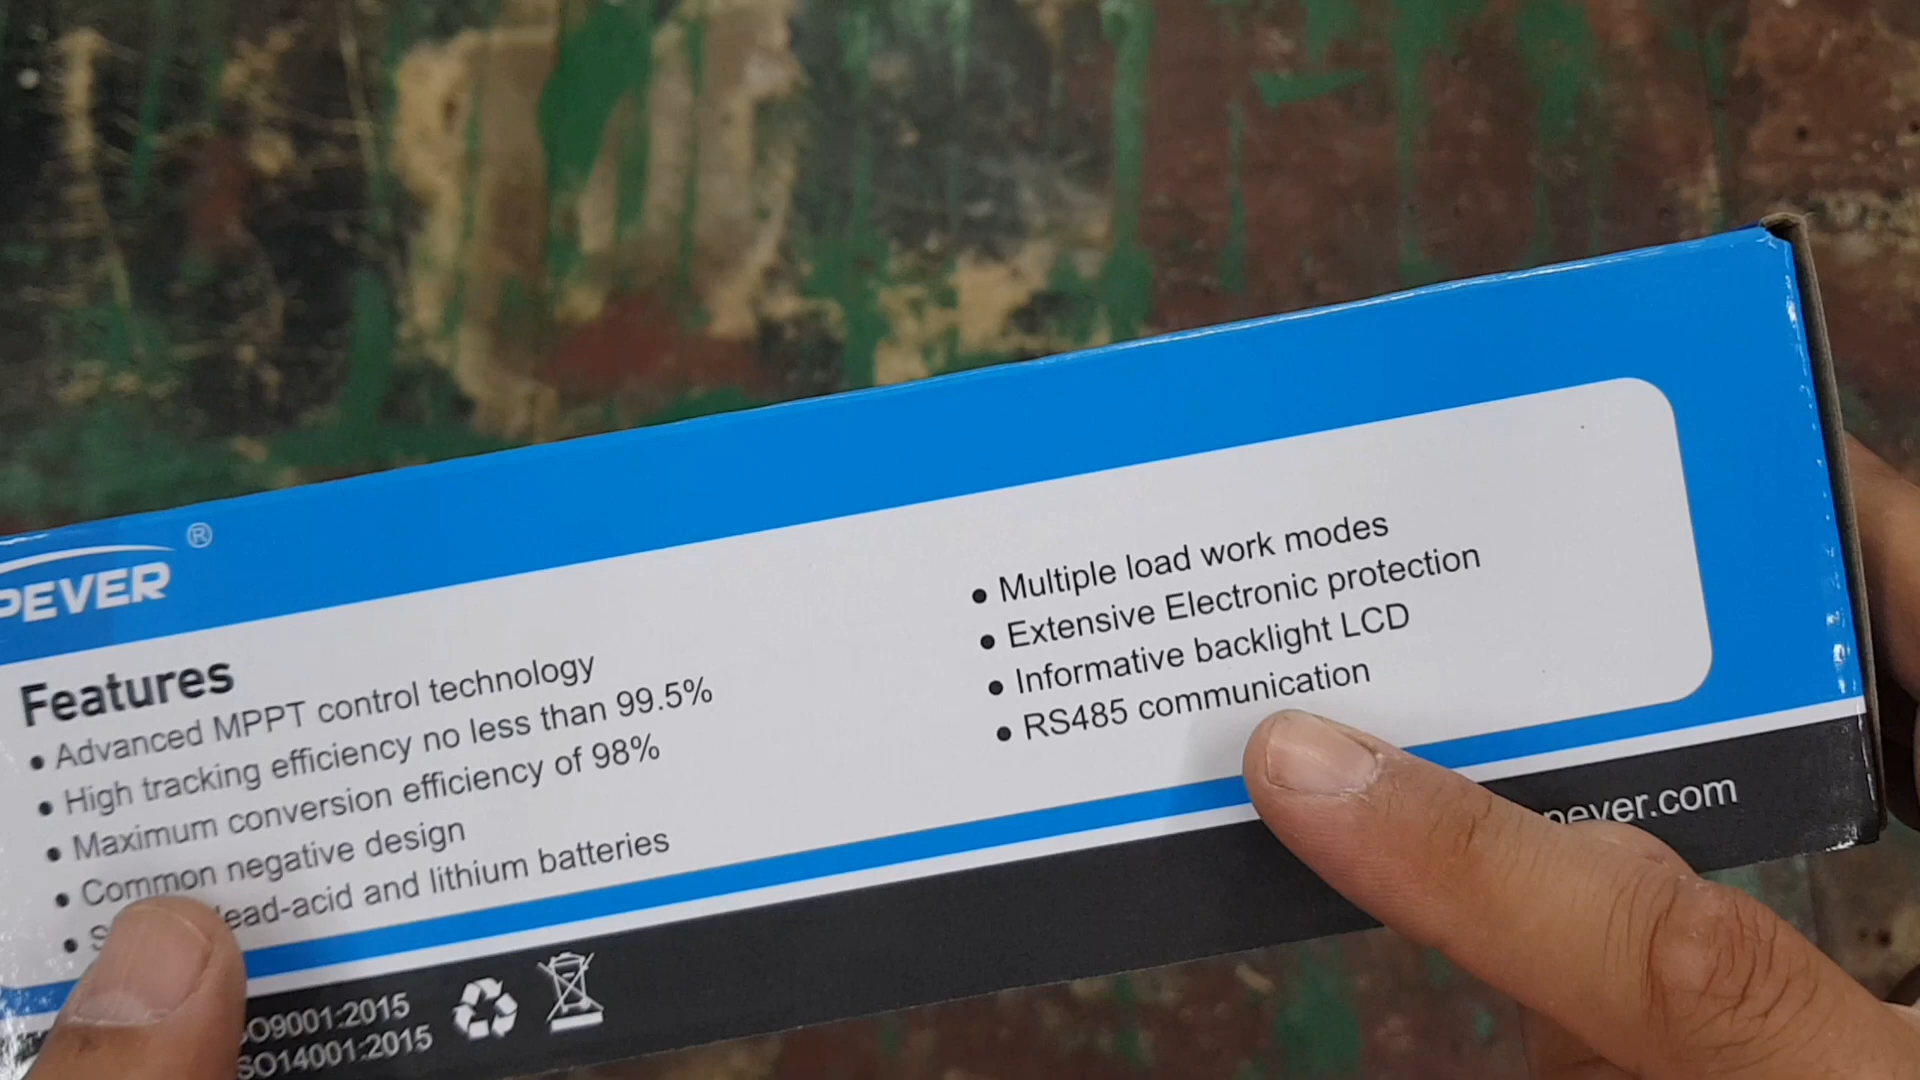 PEVER®
Features
• Advanced MPPT control technology
• High tracking efficiency no less than 99.5%
• Maximum conversion efficiency of 98%
• Common negative design
• lead-acid and lithium batteries
• Multiple load work modes
• Extensive Electronic protection
• Informative backlight LCD
• RS485 communication
pever.com
SO9001:2015
SO14001:2015